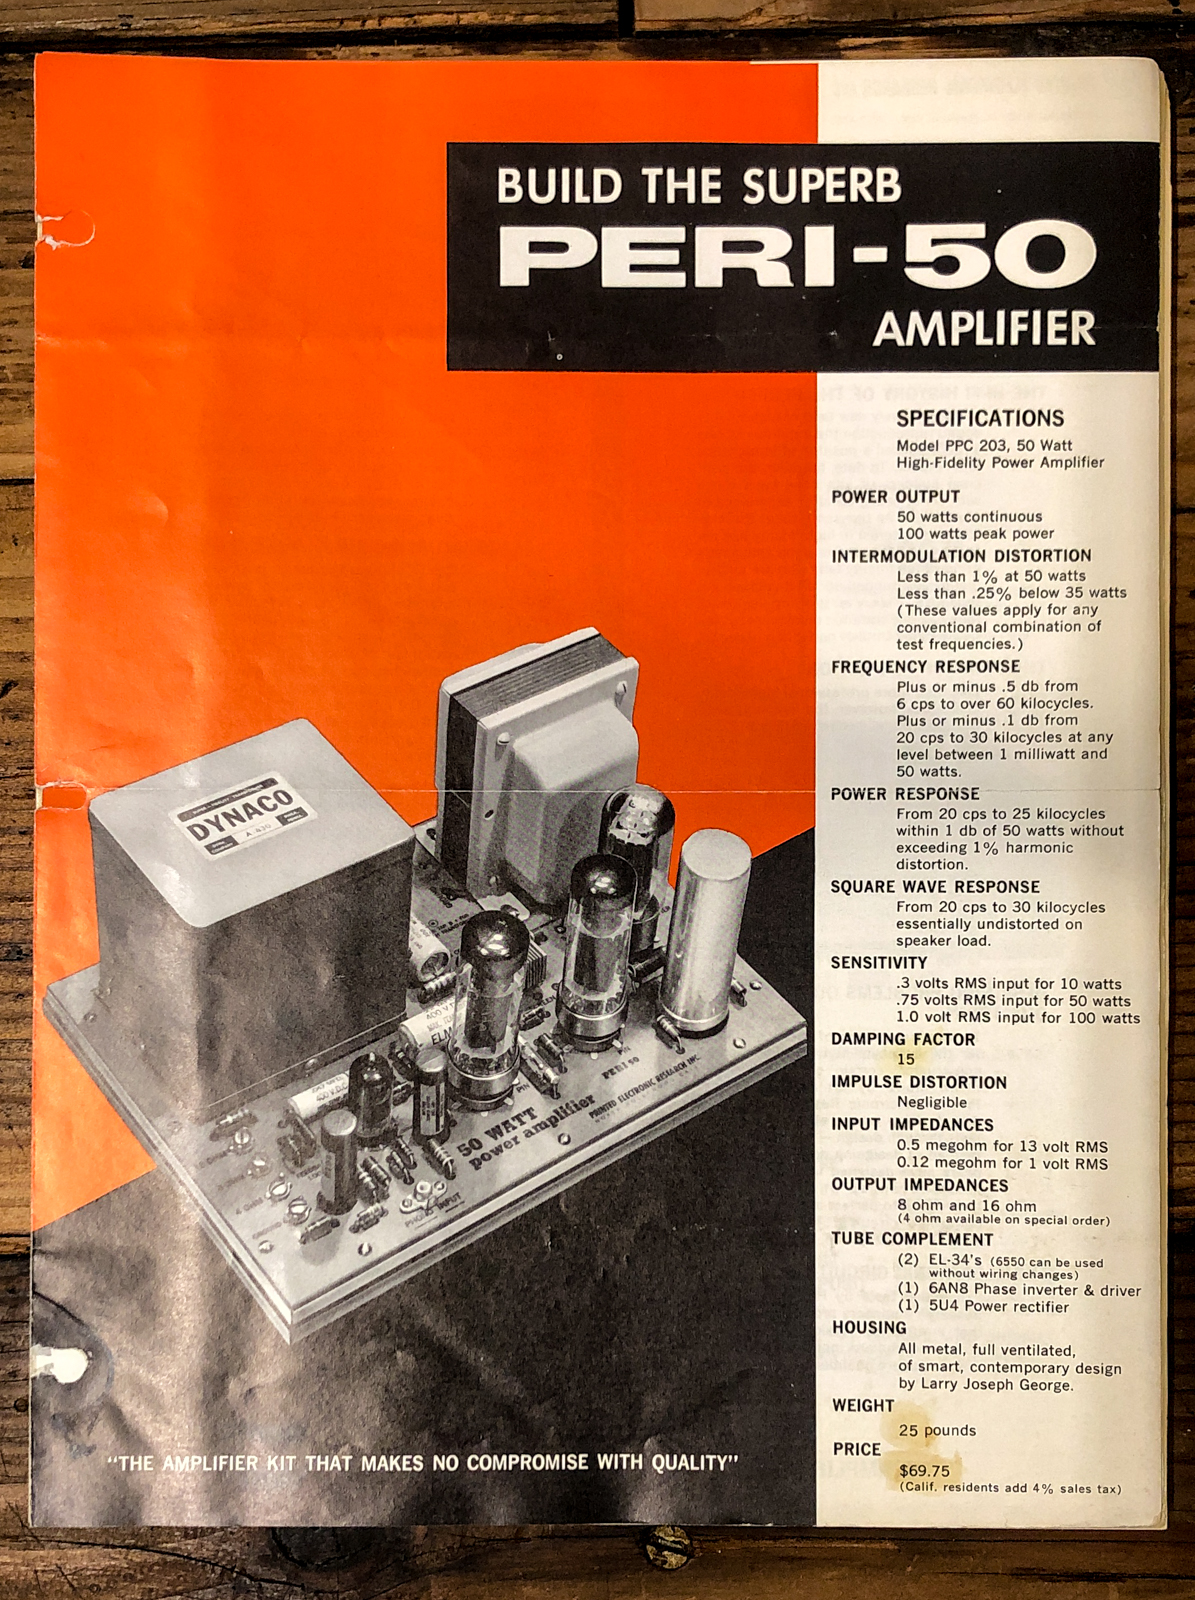 BUILD THE SUPERB
PERI-50
AMPLIFIER
SPECIFICATIONS
Model PPC 203, 50 Watt
High-Fidelity Power Amplifier
POWER OUTPUT
50 watts continuous
100 watts peak power
INTERMODULATION DISTORTION
Less than 1% at 50 watts
Less than .25% below 35 watts
(These values apply for any
conventional combination of
test frequencies.)
FREQUENCY RESPONSE
Plus or minus .5 db from
6 cps to over 60 kilocycles.
Plus or minus .1 db from
20 cps to 30 kilocycles at any
level between 1 milliwatt and
50 watts.
POWER RESPONSE
From 20 cps to 25 kilocycles
within 1 db of 50 watts without
exceeding 1% harmonic
distortion.
SQUARE WAVE RESPONSE
From 20 cps to 30 kilocycles
essentially undistorted on
speaker load.
SENSITIVITY
.3 volts RMS input for 10 watts
.75 volts RMS input for 50 watts
1.0 volt RMS input for 100 watts
DAMPING FACTOR
15
IMPULSE DISTORTION
Negligible
INPUT IMPEDANCES
0.5 megohm for 13 volt RMS
0.12 megohm for 1 volt RMS
OUTPUT IMPEDANCES
8 ohm and 16 ohm
(4 ohm available on special order)
TUBE COMPLEMENT
(2) EL-34's (6550 can be used
without wiring changes)
(1) 6AN8 Phase inverter & driver
(1) 5U4 Power rectifier
HOUSING
All metal, full ventilated,
of smart, contemporary design
by Larry Joseph George.
WEIGHT
25 pounds
PRICE
$69.75
(Calif. residents add 4% sales tax)
DYNACO
A-430
400 V.D.
ELM
400 V.D.C
PIN
PERI 50
PIN
50 WATT
power amplifier
PRINTED ELECTRONIC RESEARCH INC.
PHONO INPUT
"THE AMPLIFIER KIT THAT MAKES NO COMPROMISE WITH QUALITY"